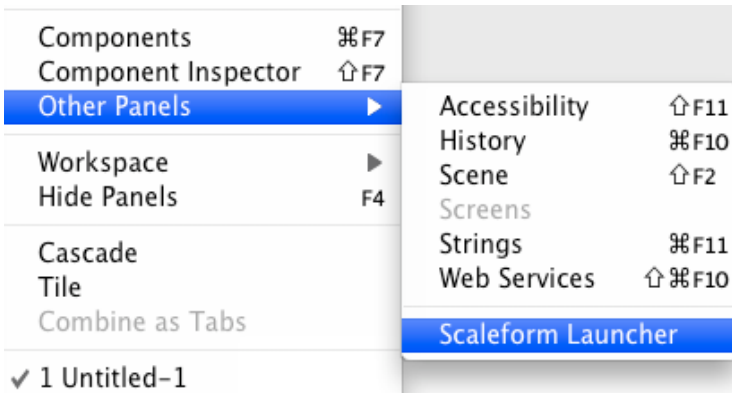 Components ⌘F7
Component Inspector ⇧F7
Other Panels ▶
Workspace ▶
Hide Panels F4
Cascade
Tile
Combine as Tabs
✓ 1 Untitled-1
Accessibility ⇧F11
History ⌘F10
Scene ⇧F2
Screens
Strings ⌘F11
Web Services ⇧⌘F10
Scaleform Launcher